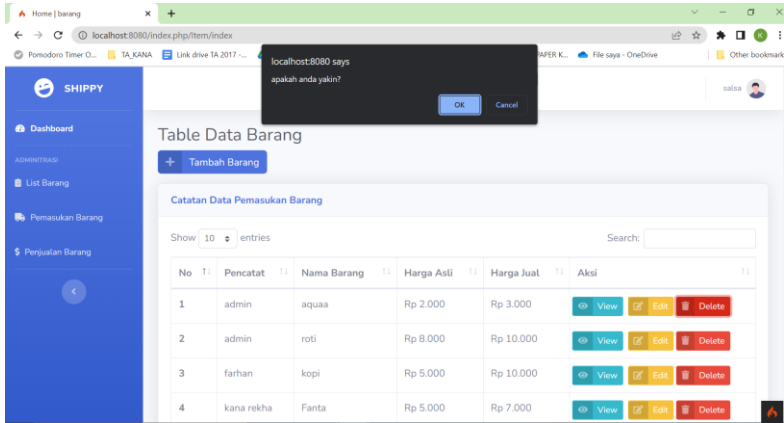 Home | barang
localhost:8080/index.php/Item/index
Pomodoro Timer O... TA_KANA Link drive TA 2017 -... PAPER K... File saya - OneDrive Other bookmark
localhost:8080 says
apakah anda yakin?
OK Cancel
SHIPPY
salsa
Dashboard
ADMINITRASI
List Barang
Pemasukan Barang
Penjualan Barang
Table Data Barang
Tambah Barang
Catatan Data Pemasukan Barang
Show 10 entries Search:
No Pencatat Nama Barang Harga Asli Harga Jual Aksi
1 admin aquaa Rp 2.000 Rp 3.000 View Edit Delete
2 admin roti Rp 8.000 Rp 10.000 View Edit Delete
3 farhan kopi Rp 5.000 Rp 10.000 View Edit Delete
4 kana rekha Fanta Rp 5.000 Rp 7.000 View Edit Delete